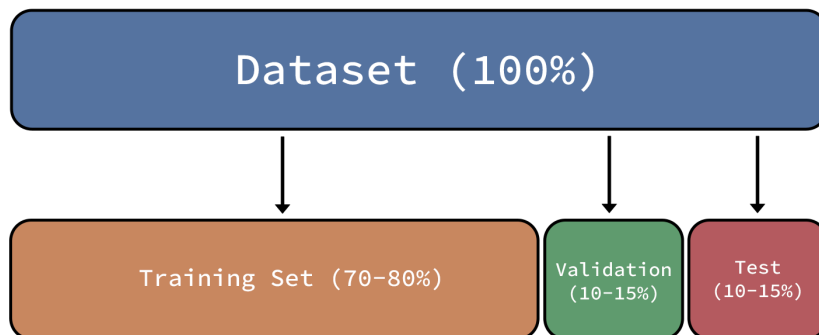 Dataset (100%)
Training Set (70-80%)
Validation
(10-15%)
Test
(10-15%)